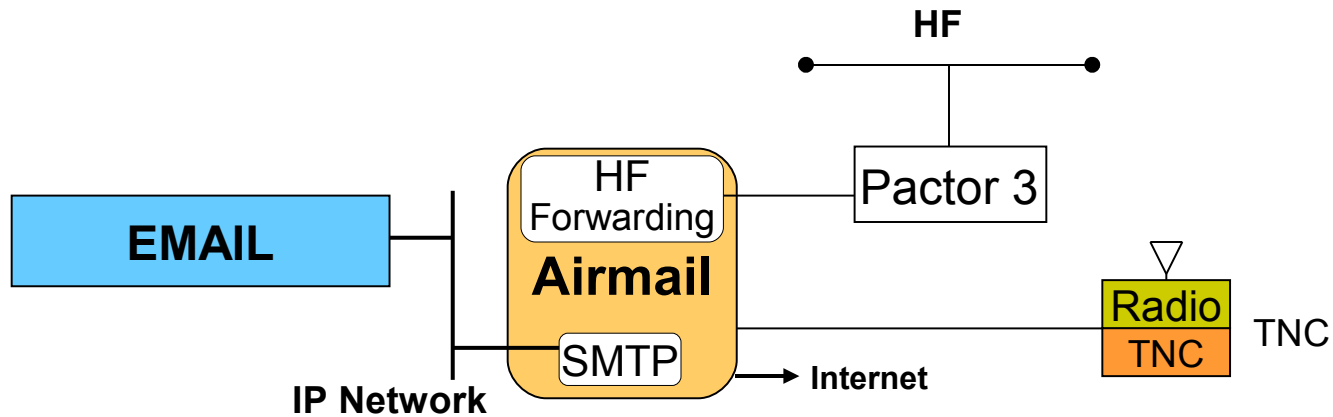 HF
HF
Forwarding
Pactor 3
EMAIL
Airmail
Radio
TNC
TNC
SMTP
Internet
IP Network